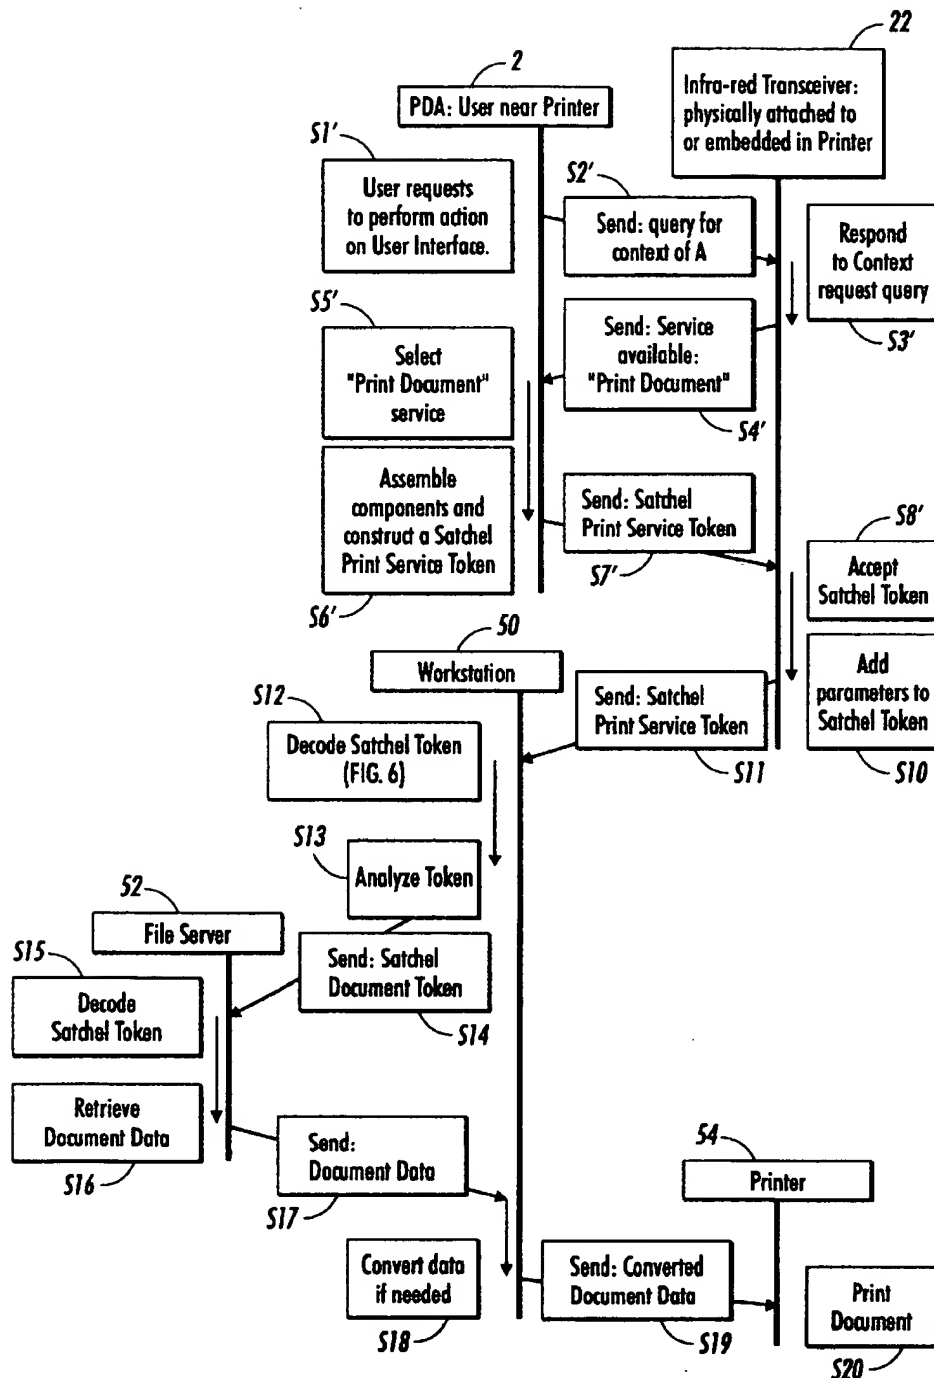 22
2
PDA: User near Printer
Infra-red Transceiver:
physically attached to
or embedded in Printer
S1'
User requests
to perform action
on User Interface.
S2'
Send: query for
context of A
Respond
to Context
request query
S3'
S5'
Select
"Print Document"
service
Send: Service
available:
"Print Document"
S4'
Assemble
components and
construct a Satchel
Print Service Token
S6'
Send: Satchel
Print Service Token
S7'
S8'
Accept
Satchel Token
50
Workstation
Add
parameters to
Satchel Token
S10
Send: Satchel
Print Service Token
S11
S12
Decode Satchel Token
(FIG. 6)
S13
Analyze Token
52
File Server
Send: Satchel
Document Token
S14
S15
Decode
Satchel Token
Retrieve
Document Data
S16
Send:
Document Data
S17
54
Printer
Convert data
if needed
S18
Send: Converted
Document Data
S19
Print
Document
S20